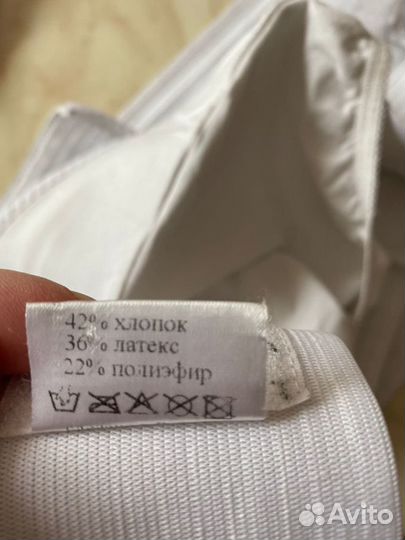 42% хлопок
36% латекс
22% полиэфир
Avito